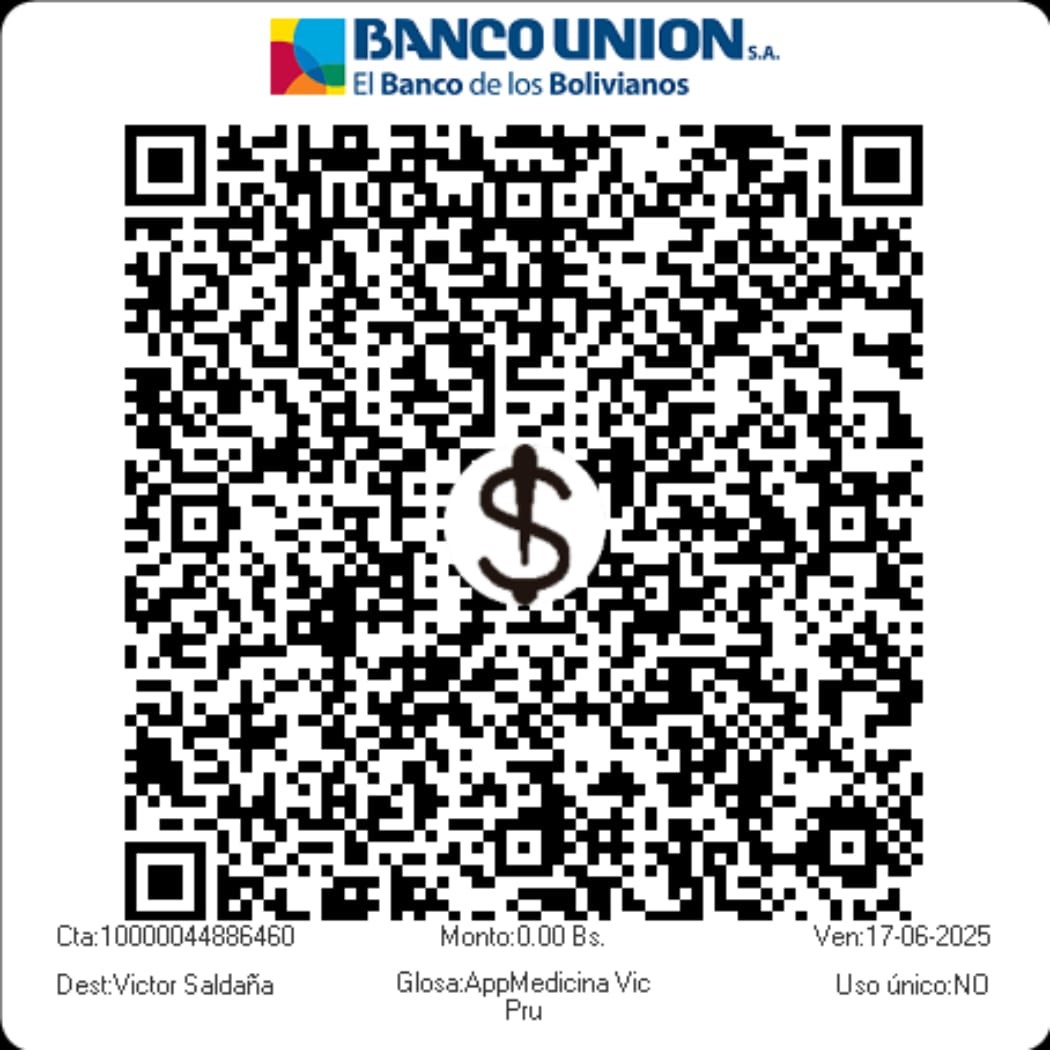 BANCO UNION S.A.
El Banco de los Bolivianos
$
Cta:10000044886460
Monto:0.00 Bs.
Ven:17-06-2025
Dest:Victor Saldaña
Glosa:AppMedicina Vic
Pru
Uso único:NO